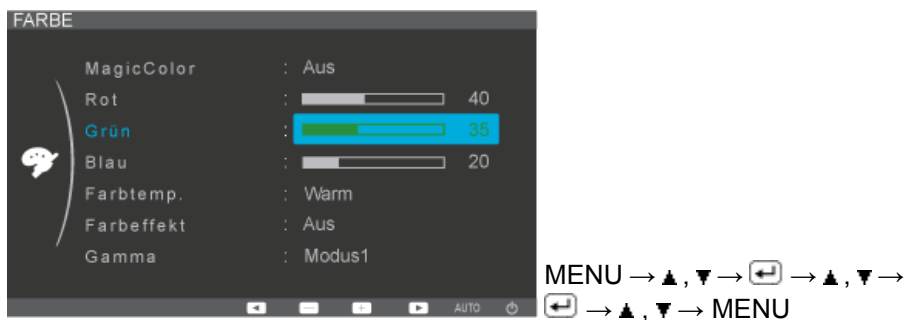 FARBE
MagicColor : Aus
Rot : 40
Grün : 35
Blau : 20
Farbtemp. : Warm
Farbeffekt : Aus
Gamma : Modus1
AUTO
MENU → ▲ , ▼ → ↵ → ▲ , ▼ →
↵ → ▲ , ▼ → MENU